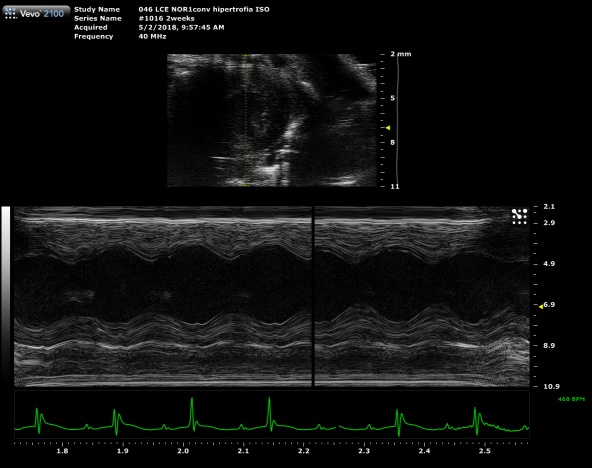 Vevo 2100
Study Name 046 LCE NOR1conv hipertrofia ISO
Series Name #1016 2weeks
Acquired 5/2/2018, 9:57:45 AM
Frequency 40 MHz
2 mm
5
8
11
2.1
2.9
4.9
6.9
8.9
10.9
468 BPM
1.8 1.9 2.0 2.1 2.2 2.3 2.4 2.5